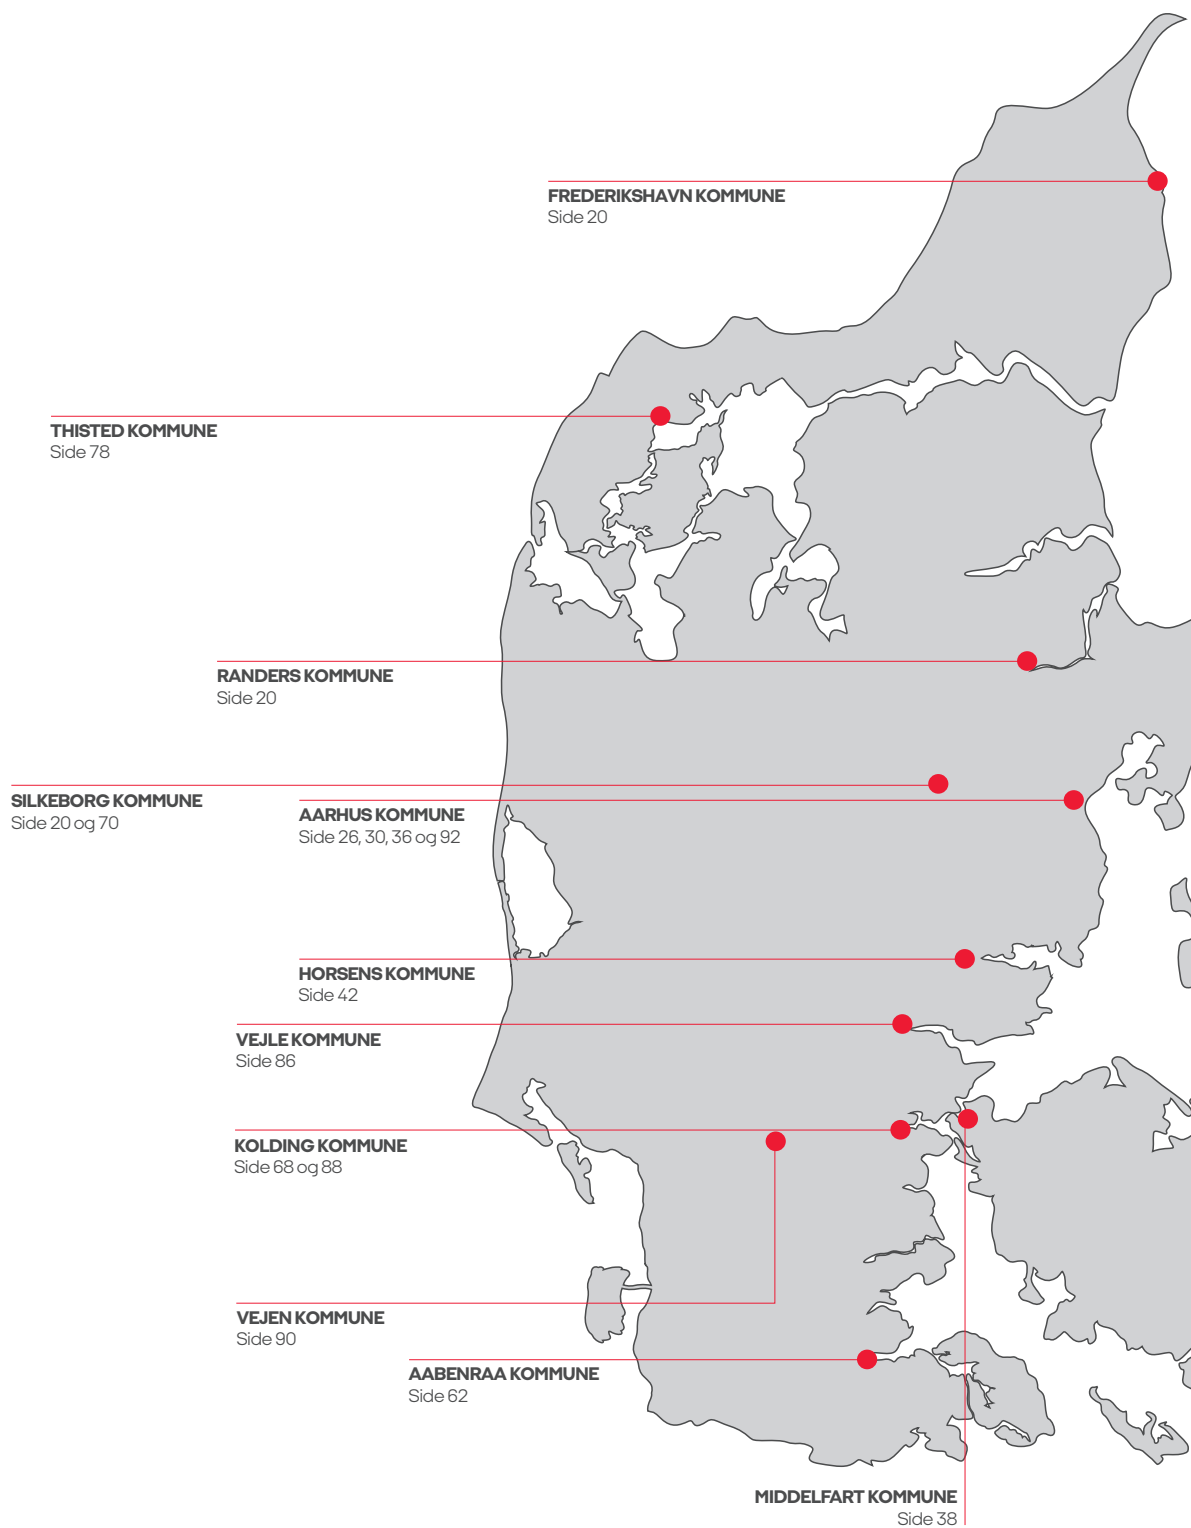 FREDERIKSHAVN KOMMUNE
Side 20
THISTED KOMMUNE
Side 78
RANDERS KOMMUNE
Side 20
SILKEBORG KOMMUNE
Side 20 og 70
AARHUS KOMMUNE
Side 26, 30, 36 og 92
HORSENS KOMMUNE
Side 42
VEJLE KOMMUNE
Side 86
KOLDING KOMMUNE
Side 68 og 88
VEJEN KOMMUNE
Side 90
AABENRAA KOMMUNE
Side 62
MIDDELFART KOMMUNE
Side 38